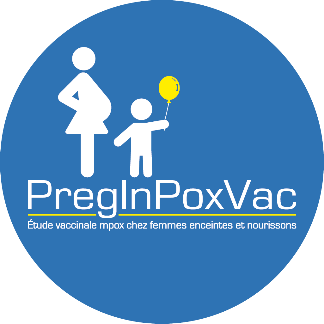 PregInPoxVac
Étude vaccinale mpox chez femmes enceintes et nourissons